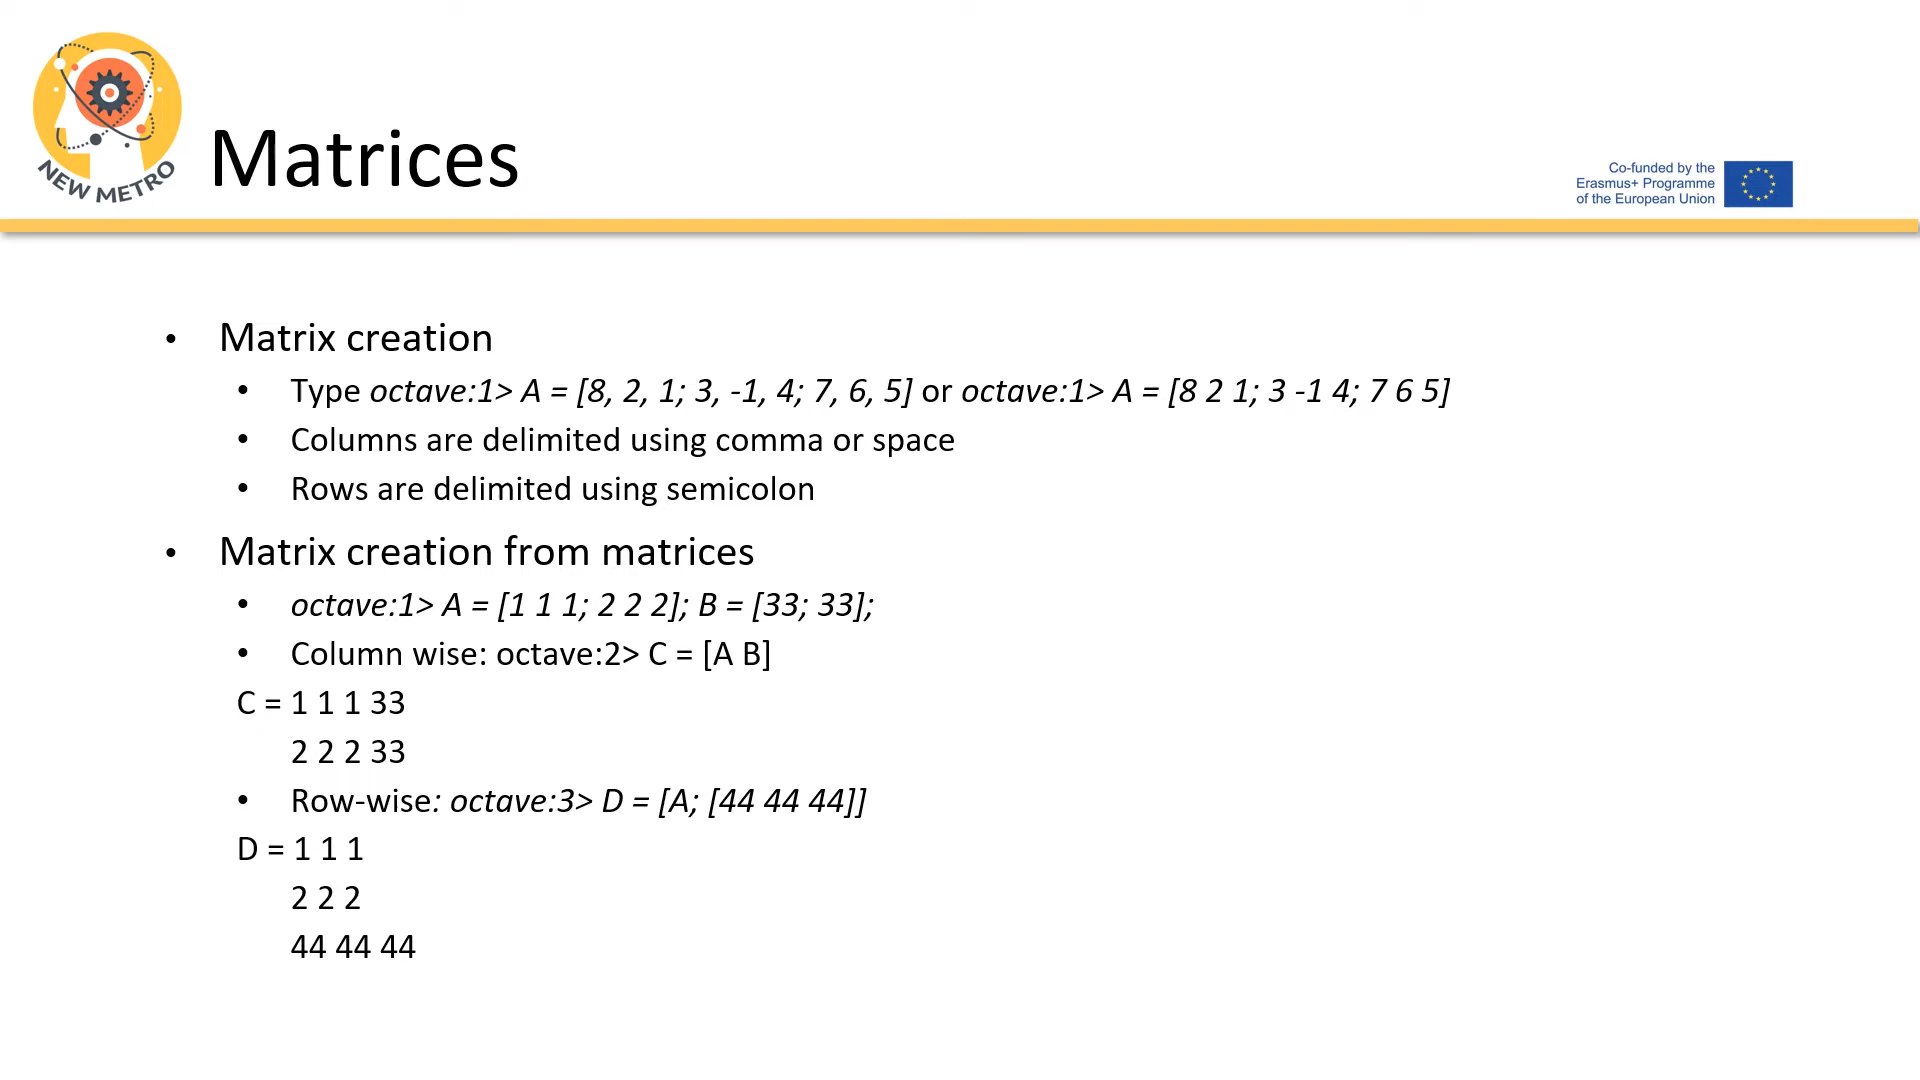 NEW METRO
Matrices
Co-funded by the
Erasmus+ Programme
of the European Union
• Matrix creation
• Type octave:1> A = [8, 2, 1; 3, -1, 4; 7, 6, 5] or octave:1> A = [8 2 1; 3 -1 4; 7 6 5]
• Columns are delimited using comma or space
• Rows are delimited using semicolon
• Matrix creation from matrices
• octave:1> A = [1 1 1; 2 2 2]; B = [33; 33];
• Column wise: octave:2> C = [A B]
C = 1 1 1 33
2 2 2 33
• Row-wise: octave:3> D = [A; [44 44 44]]
D = 1 1 1
2 2 2
44 44 44